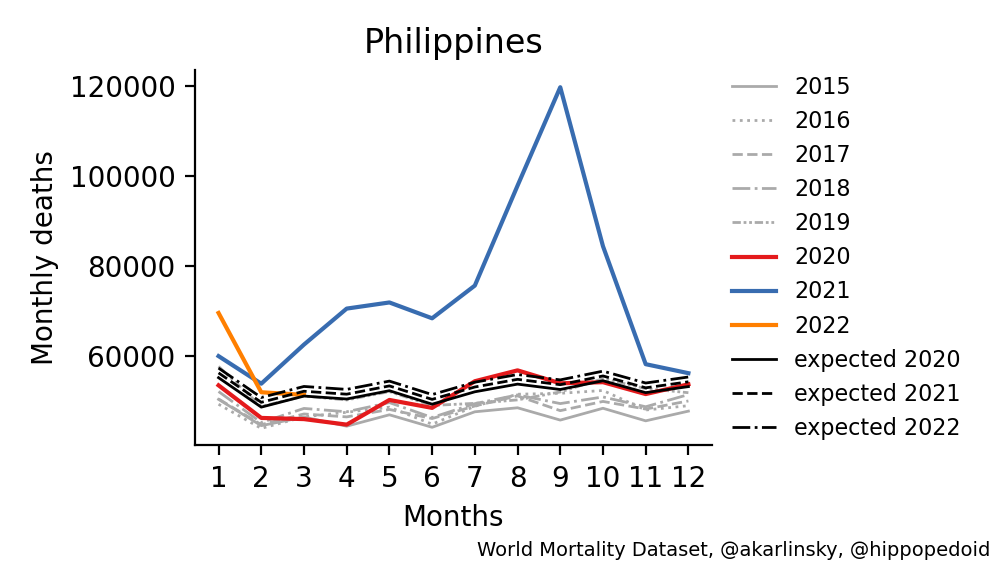 Philippines
Monthly deaths
120000
100000
80000
60000
1 2 3 4 5 6 7 8 9 10 11 12
Months
2015
2016
2017
2018
2019
2020
2021
2022
expected 2020
expected 2021
expected 2022
World Mortality Dataset, @akarlinsky, @hippopedoid